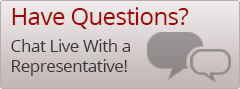 Have Questions?
Chat Live With a
Representative!